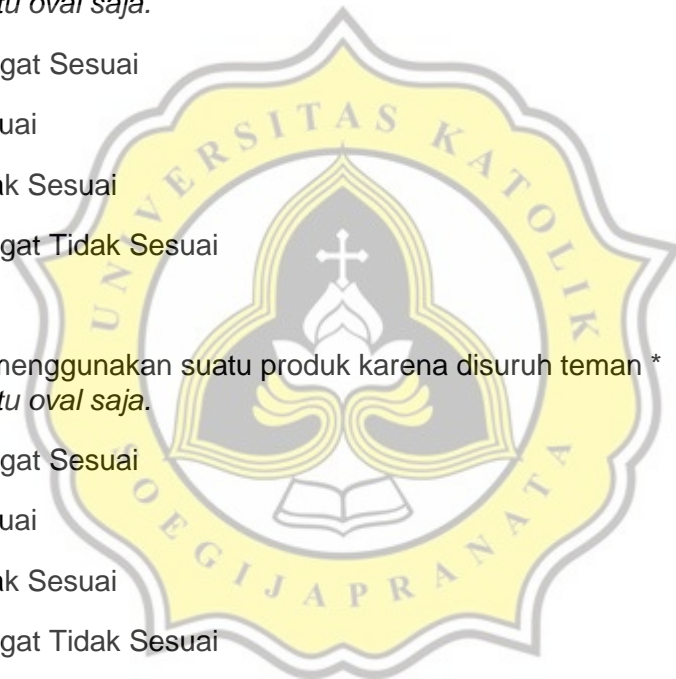 tu oval saja.
gat Sesuai
uai
ak Sesuai
gat Tidak Sesuai
menggunakan suatu produk karena disuruh teman *
tu oval saja.
gat Sesuai
uai
ak Sesuai
gat Tidak Sesuai
UNIVERSITAS KATOLIK
SOEGIJAPRANATA